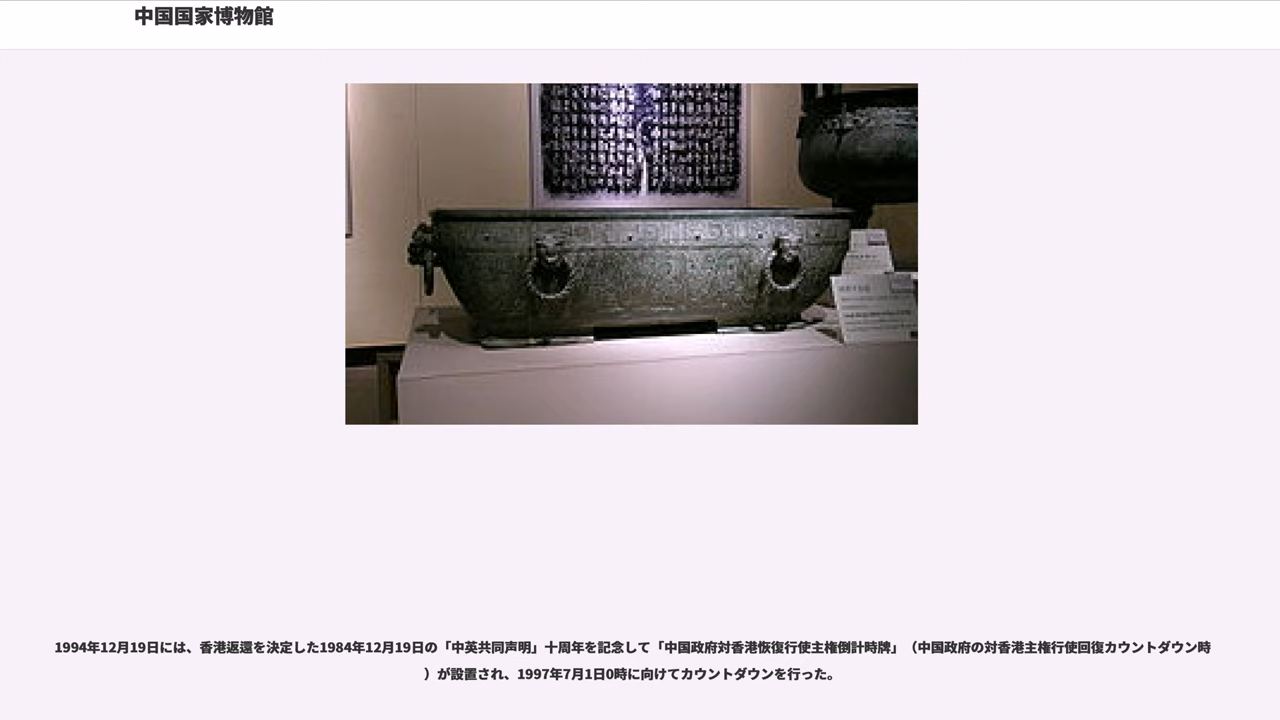 中国国家博物館
1994年12月19日には、香港返還を決定した1984年12月19日の「中英共同声明」十周年を記念して「中国政府対香港恢復行使主権倒計時牌」（中国政府の対香港主権行使回復カウントダウン時
）が設置され、1997年7月1日0時に向けてカウントダウンを行った。